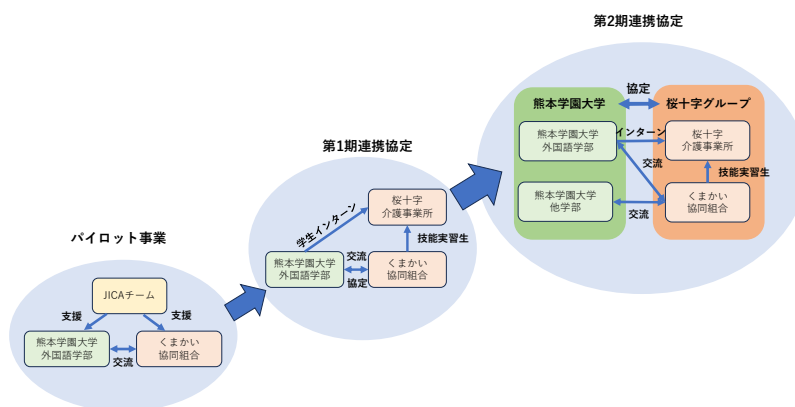 第2期連携協定
協定
熊本学園大学
桜十字グループ
熊本学園大学
外国語学部
インターン
桜十字
介護事業所
交流
技能実習生
熊本学園大学
他学部
くまかい
協同組合
交流
第1期連携協定
桜十字
介護事業所
学生インターン
技能実習生
熊本学園大学
外国語学部
交流
協定
くまかい
協同組合
パイロット事業
JICAチーム
支援
支援
熊本学園大学
外国語学部
交流
くまかい
協同組合